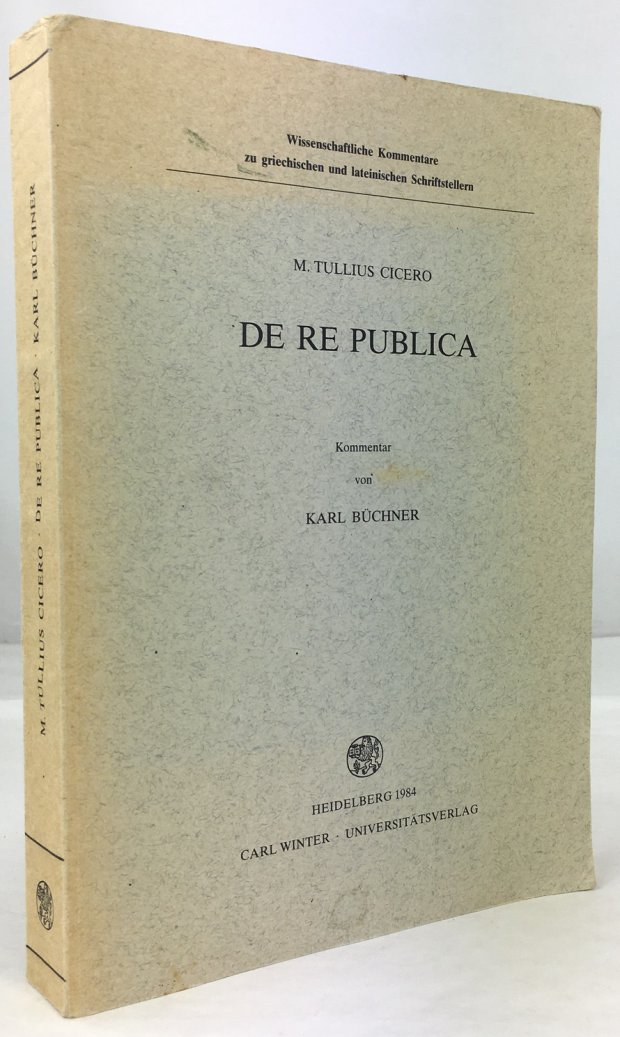 Wissenschaftliche Kommentare
zu griechischen und lateinischen Schriftstellern
M. TULLIUS CICERO
DE RE PUBLICA
Kommentar
von
KARL BÜCHNER
HEIDELBERG 1984
CARL WINTER · UNIVERSITÄTSVERLAG
M. TULLIUS CICERO · DE RE PUBLICA · KARL BÜCHNER